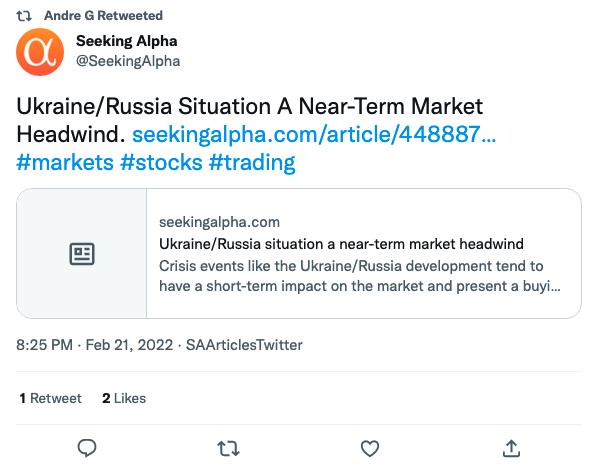 Andre G Retweeted
Seeking Alpha
@SeekingAlpha
Ukraine/Russia Situation A Near-Term Market
Headwind. seekingalpha.com/article/448887...
#markets #stocks #trading
seekingalpha.com
Ukraine/Russia situation a near-term market headwind
Crisis events like the Ukraine/Russia development tend to
have a short-term impact on the market and present a buyi...
8:25 PM · Feb 21, 2022 · SAArticlesTwitter
1 Retweet 2 Likes